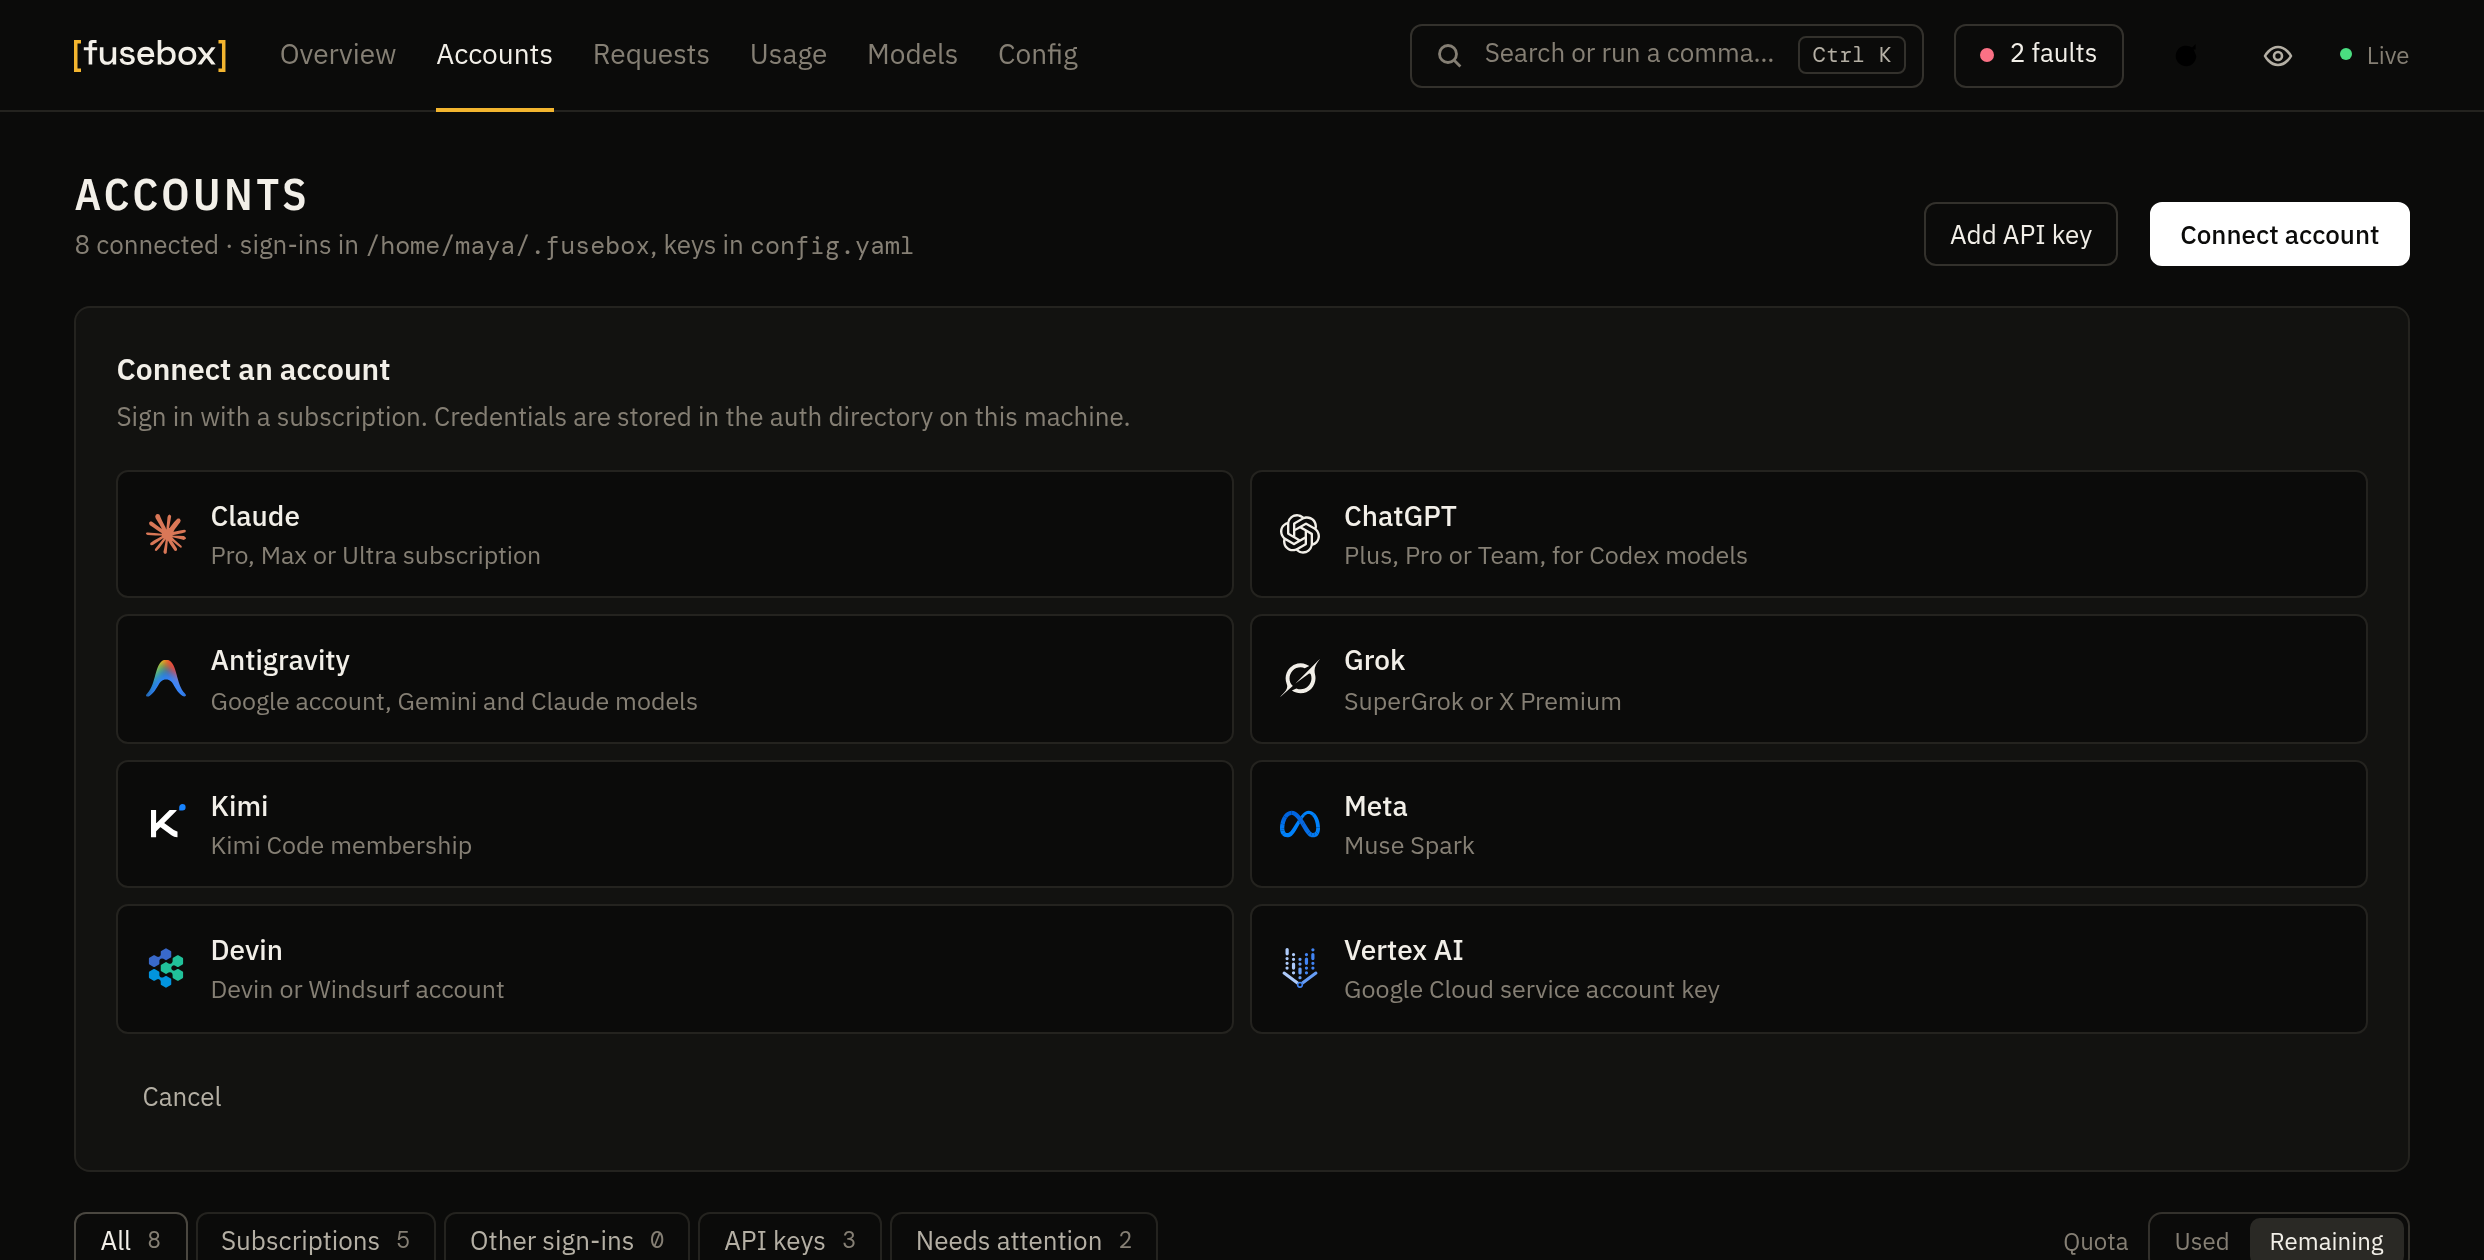 [fusebox]
Overview
Accounts
Requests
Usage
Models
Config
Search or run a comma...
Ctrl K
2 faults
Live
ACCOUNTS
8 connected · sign-ins in /home/maya/.fusebox, keys in config.yaml
Add API key
Connect account
Connect an account
Sign in with a subscription. Credentials are stored in the auth directory on this machine.
Claude
Pro, Max or Ultra subscription
ChatGPT
Plus, Pro or Team, for Codex models
Antigravity
Google account, Gemini and Claude models
Grok
SuperGrok or X Premium
Kimi
Kimi Code membership
Meta
Muse Spark
Devin
Devin or Windsurf account
Vertex AI
Google Cloud service account key
Cancel
All 8
Subscriptions 5
Other sign-ins 0
API keys 3
Needs attention 2
Quota
Used
Remaining